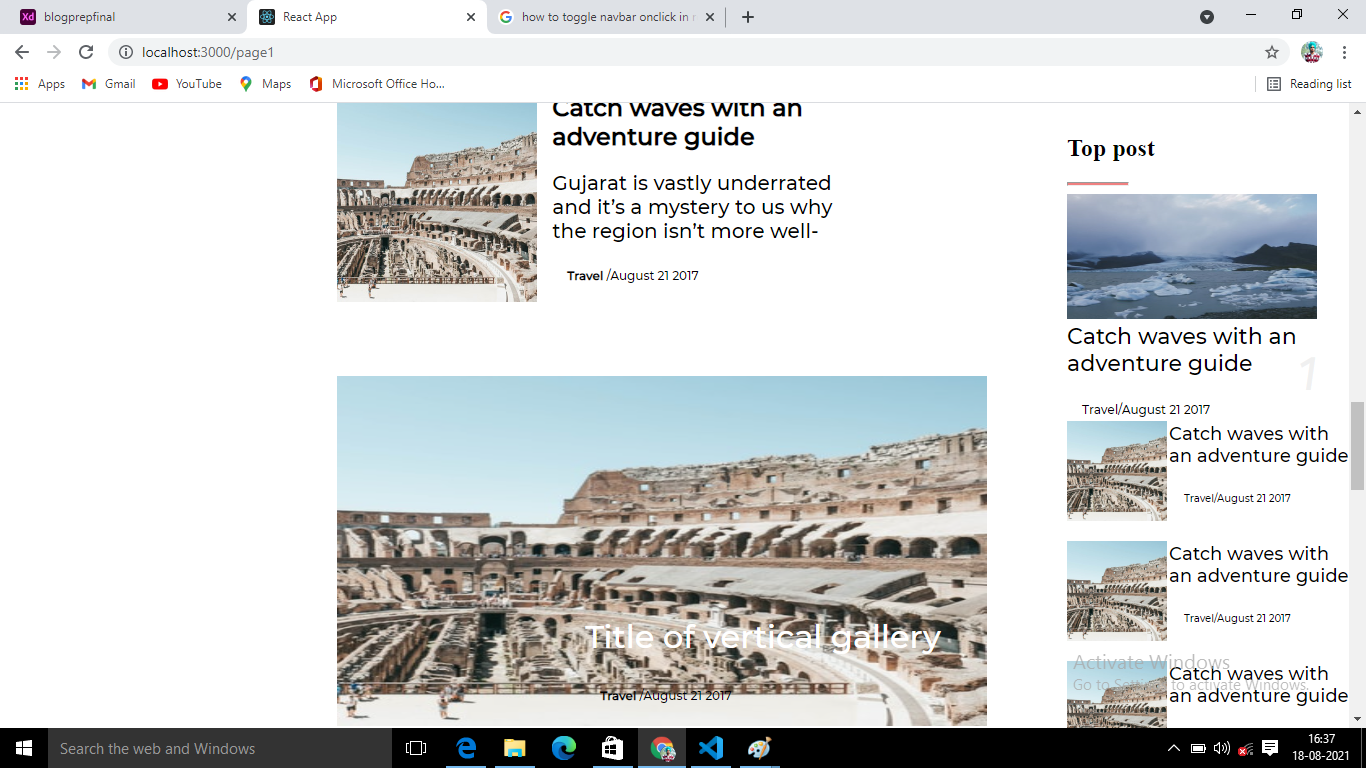 blogprepfinal
React App
how to toggle navbar onclick in
localhost:3000/page1
Apps
Gmail
YouTube
Maps
Microsoft Office Ho...
Reading list
Catch waves with an
adventure guide
Gujarat is vastly underrated
and it’s a mystery to us why
the region isn’t more well-
Travel /August 21 2017
Title of vertical gallery
Travel /August 21 2017
Top post
Catch waves with an
adventure guide
1
Travel/August 21 2017
Catch waves with
an adventure guide
Travel/August 21 2017
Catch waves with
an adventure guide
Travel/August 21 2017
Catch waves with
an adventure guide
Activate Windows
Go to Settings to activate Windows.
Search the web and Windows
16:37
18-08-2021